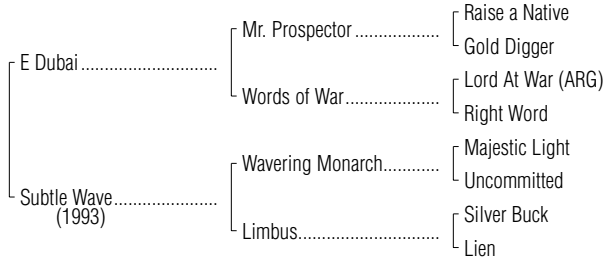 Raise a Native
Mr. Prospector ..................
Gold Digger
E Dubai.............................
Lord At War (ARG)
Words of War....................
Right Word
Majestic Light
Wavering Monarch............
Uncommitted
Subtle Wave......................
(1993)
Silver Buck
Limbus..............................
Lien